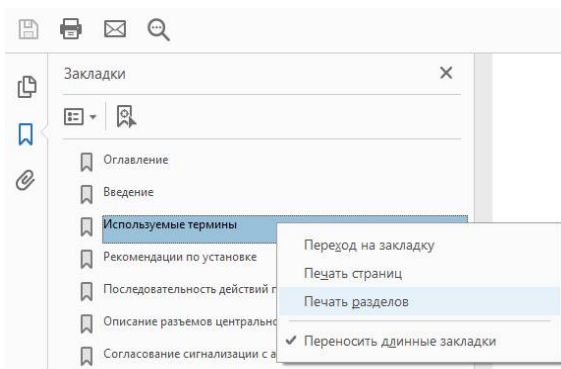 Закладки
Оглавление
Введение
Используемые термины
Рекомендации по установке
Последовательность действий
Описание разъемов
Согласование сигнализации с
Переход на закладку
Печать страниц
Печать разделов
Переносить длинные закладки